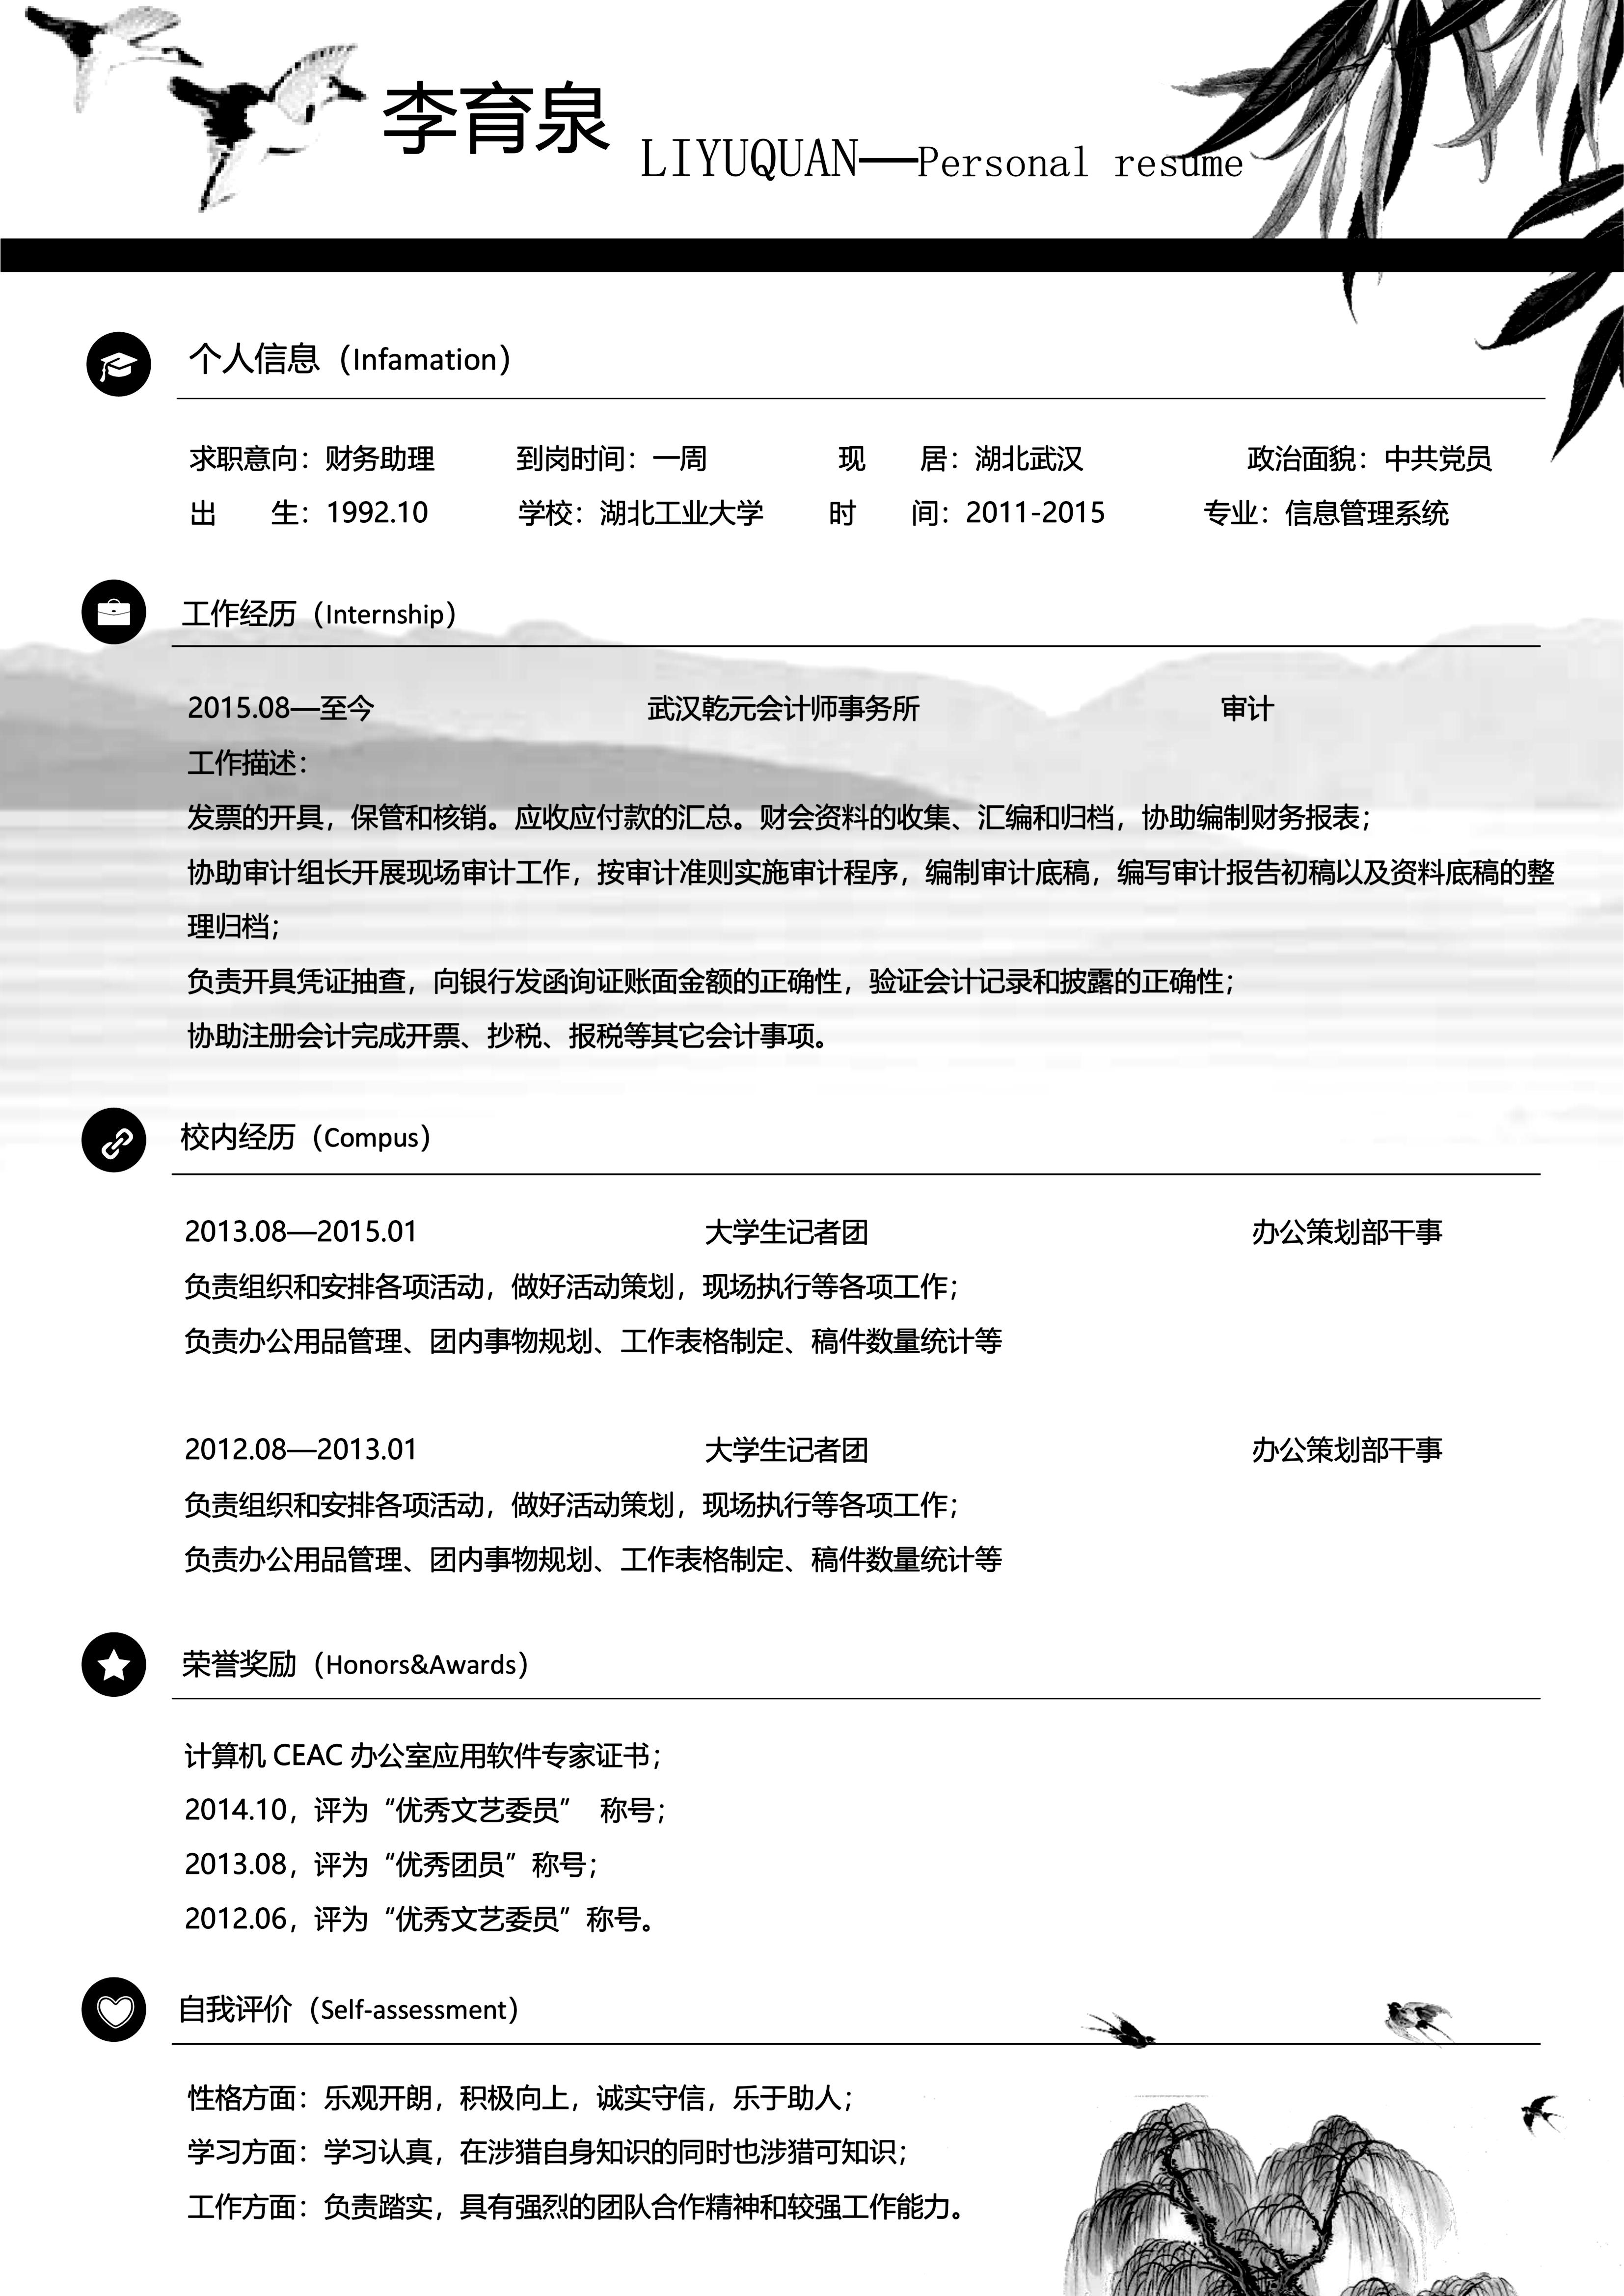 李育泉
LIYUQUAN——Personal resume
个人信息（Infamation）
求职意向：财务助理 到岗时间：一周 现 居：湖北武汉 政治面貌：中共党员
出 生：1992.10 学校：湖北工业大学 时 间：2011-2015 专业：信息管理系统
工作经历（Internship）
2015.08—至今 武汉乾元会计师事务所 审计
工作描述：
发票的开具，保管和核销。应收应付款的汇总。财会资料的收集、汇编和归档，协助编制财务报表；
协助审计组长开展现场审计工作，按审计准则实施审计程序，编制审计底稿，编写审计报告初稿以及资料底稿的整
理归档；
负责开具凭证抽查，向银行发函询证账面金额的正确性，验证会计记录和披露的正确性；
协助注册会计完成开票、抄税、报税等其它会计事项。
校内经历（Compus）
2013.08—2015.01 大学生记者团 办公策划部干事
负责组织和安排各项活动，做好活动策划，现场执行等各项工作；
负责办公用品管理、团内事物规划、工作表格制定、稿件数量统计等
2012.08—2013.01 大学生记者团 办公策划部干事
负责组织和安排各项活动，做好活动策划，现场执行等各项工作；
负责办公用品管理、团内事物规划、工作表格制定、稿件数量统计等
荣誉奖励（Honors&Awards）
计算机 CEAC 办公室应用软件专家证书；
2014.10，评为“优秀文艺委员” 称号；
2013.08，评为“优秀团员”称号；
2012.06，评为“优秀文艺委员”称号。
自我评价（Self-assessment）
性格方面：乐观开朗，积极向上，诚实守信，乐于助人；
学习方面：学习认真，在涉猎自身知识的同时也涉猎可知识；
工作方面：负责踏实，具有强烈的团队合作精神和较强工作能力。